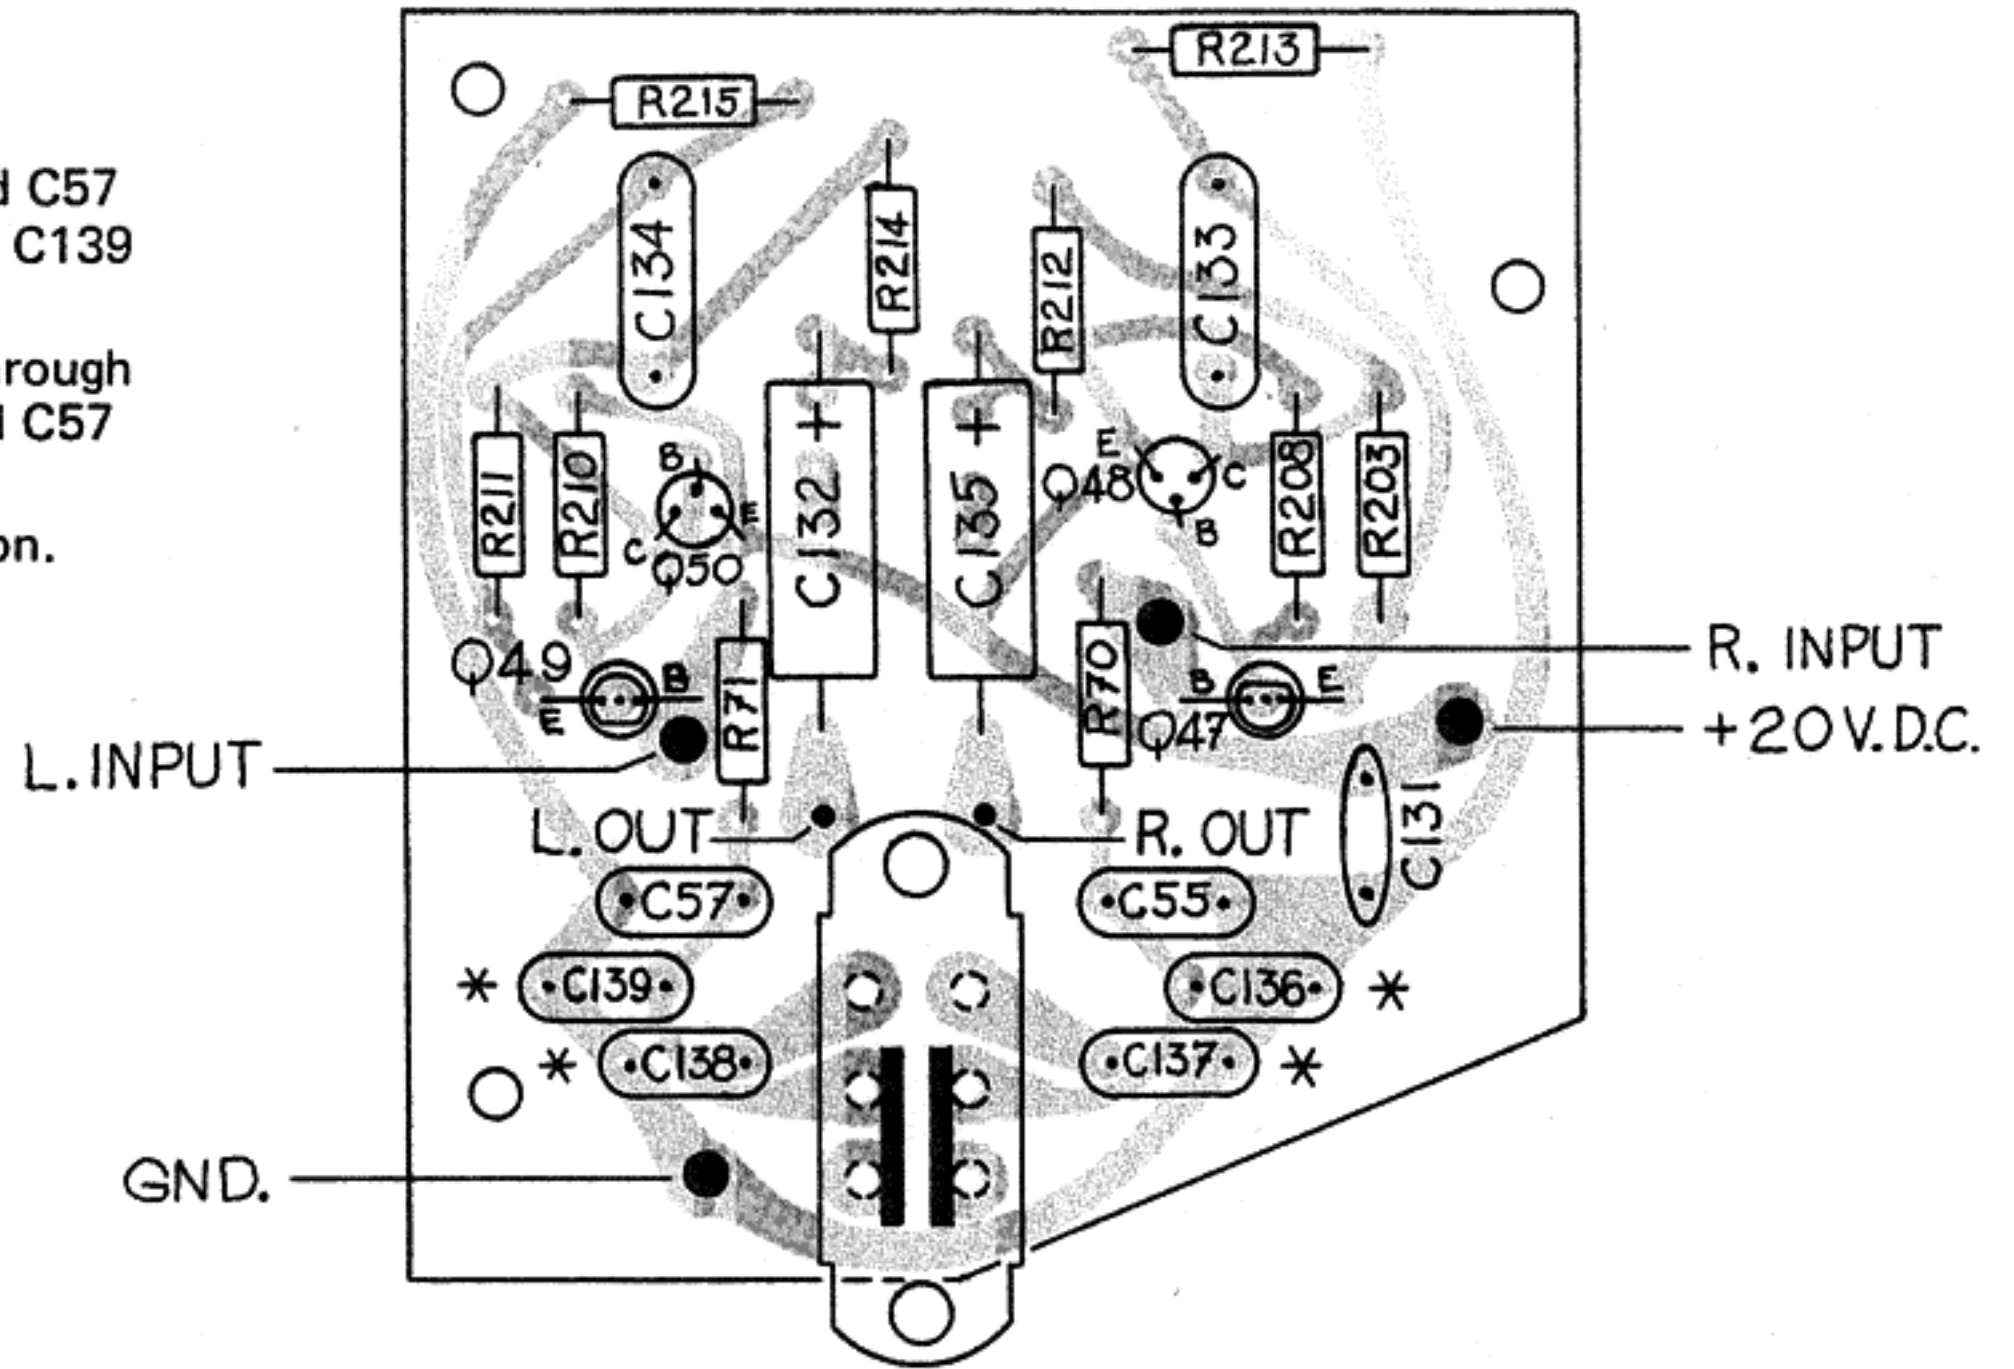 d C57
C139
rough
d C57
on.
R213
R215
C134
R214
R212
C133
R211
R210
B
E
C
Q50
C132 +
C135 +
E
Q48
C
B
R208
R203
Q49
E
B
R71
R70
B
E
Q47
R. INPUT
+20V.D.C.
L. INPUT
L. OUT
R. OUT
C131
C57
C55
* C139
C136 *
* C138
C137 *
GND.